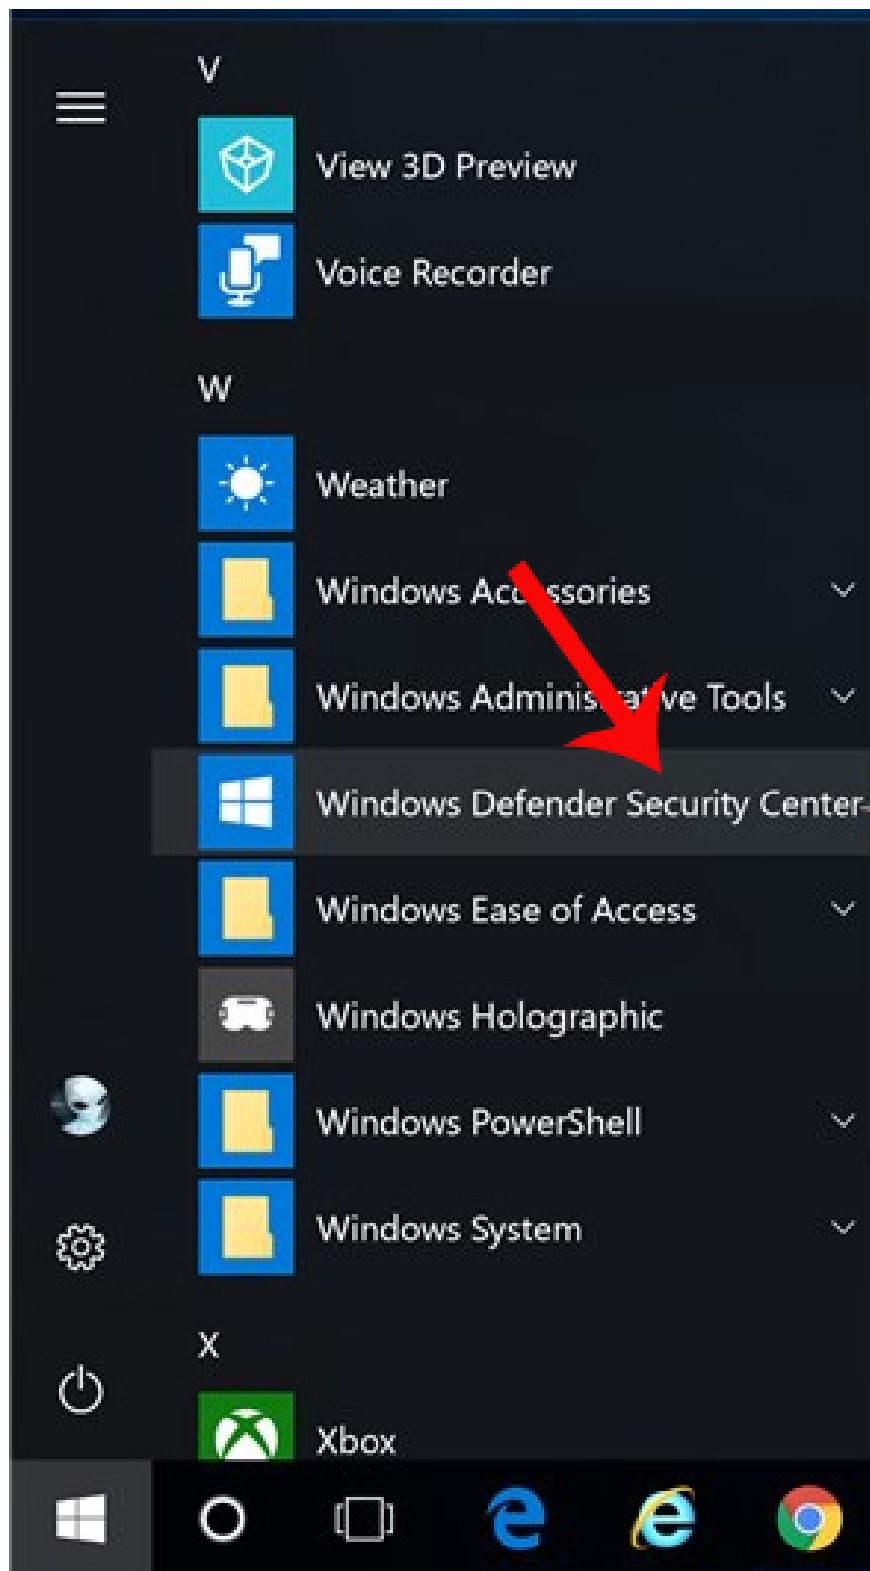 V
View 3D Preview
Voice Recorder
W
Weather
Windows Accessories
Windows Administrative Tools
Windows Defender Security Center
Windows Ease of Access
Windows Holographic
Windows PowerShell
Windows System
X
Xbox